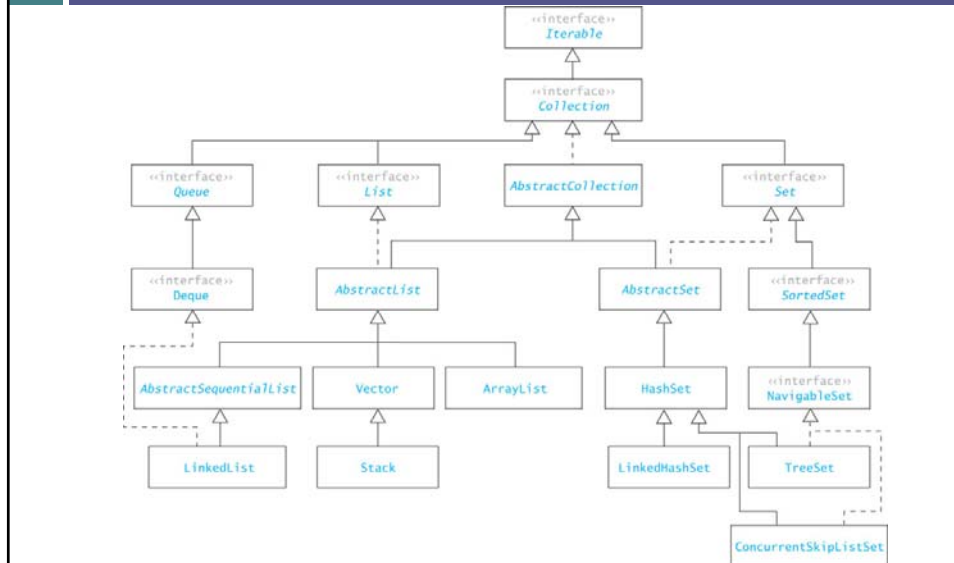 ‹‹interface››
Iterable
‹‹interface››
Collection
‹‹interface››
Queue
‹‹interface››
List
AbstractCollection
‹‹interface››
Set
‹‹interface››
Deque
AbstractList
AbstractSet
‹‹interface››
SortedSet
AbstractSequentialList
Vector
ArrayList
HashSet
‹‹interface››
NavigableSet
LinkedList
Stack
LinkedHashSet
TreeSet
ConcurrentSkipListSet